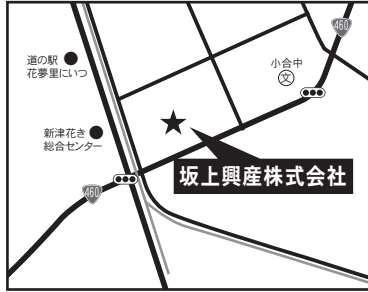 460
道の駅
花夢里にいつ
小合中
文
新津花き
総合センター
坂上興産株式会社
460